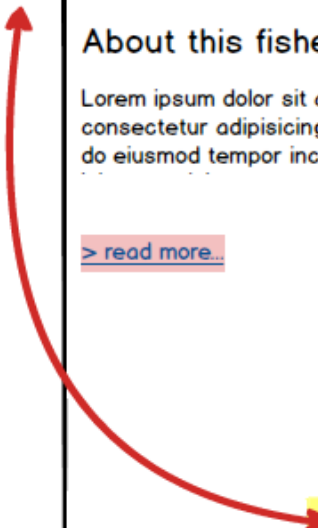 About this fishe
Lorem ipsum dolor sit
consectetur adipisicing
do eiusmod tempor inc
> read more...